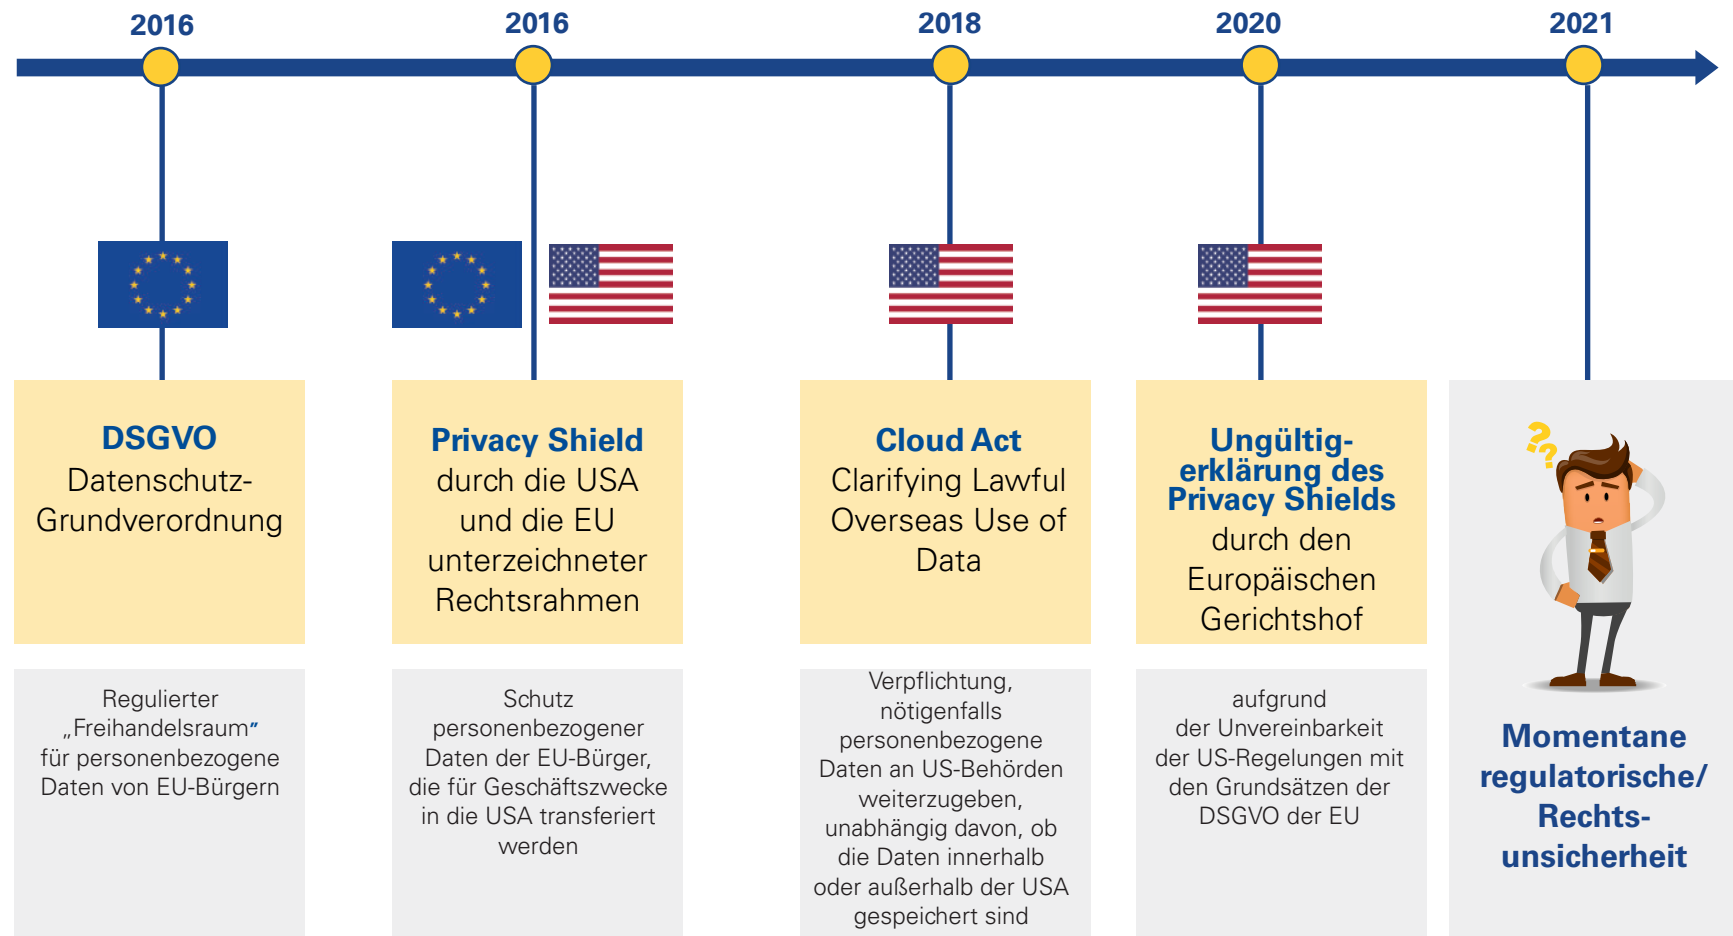 2016
2016
2018
2020
2021
DSGVO
Datenschutz-
Grundverordnung
Regulierter
„Freihandelsraum”
für personenbezogene
Daten von EU-Bürgern
Privacy Shield
durch die USA
und die EU
unterzeichneter
Rechtsrahmen
Schutz
personenbezogener
Daten der EU-Bürger,
die für Geschäftszwecke
in die USA transferiert
werden
Cloud Act
Clarifying Lawful
Overseas Use of
Data
Verpflichtung,
nötigenfalls
personenbezogene
Daten an US-Behörden
weiterzugeben,
unabhängig davon, ob
die Daten innerhalb
oder außerhalb der USA
gespeichert sind
Ungültig-
erklärung des
Privacy Shields
durch den
Europäischen
Gerichtshof
aufgrund
der Unvereinbarkeit
der US-Regelungen mit
den Grundsätzen der
DSGVO der EU
??
Momentane
regulatorische/
Rechts-
unsicherheit